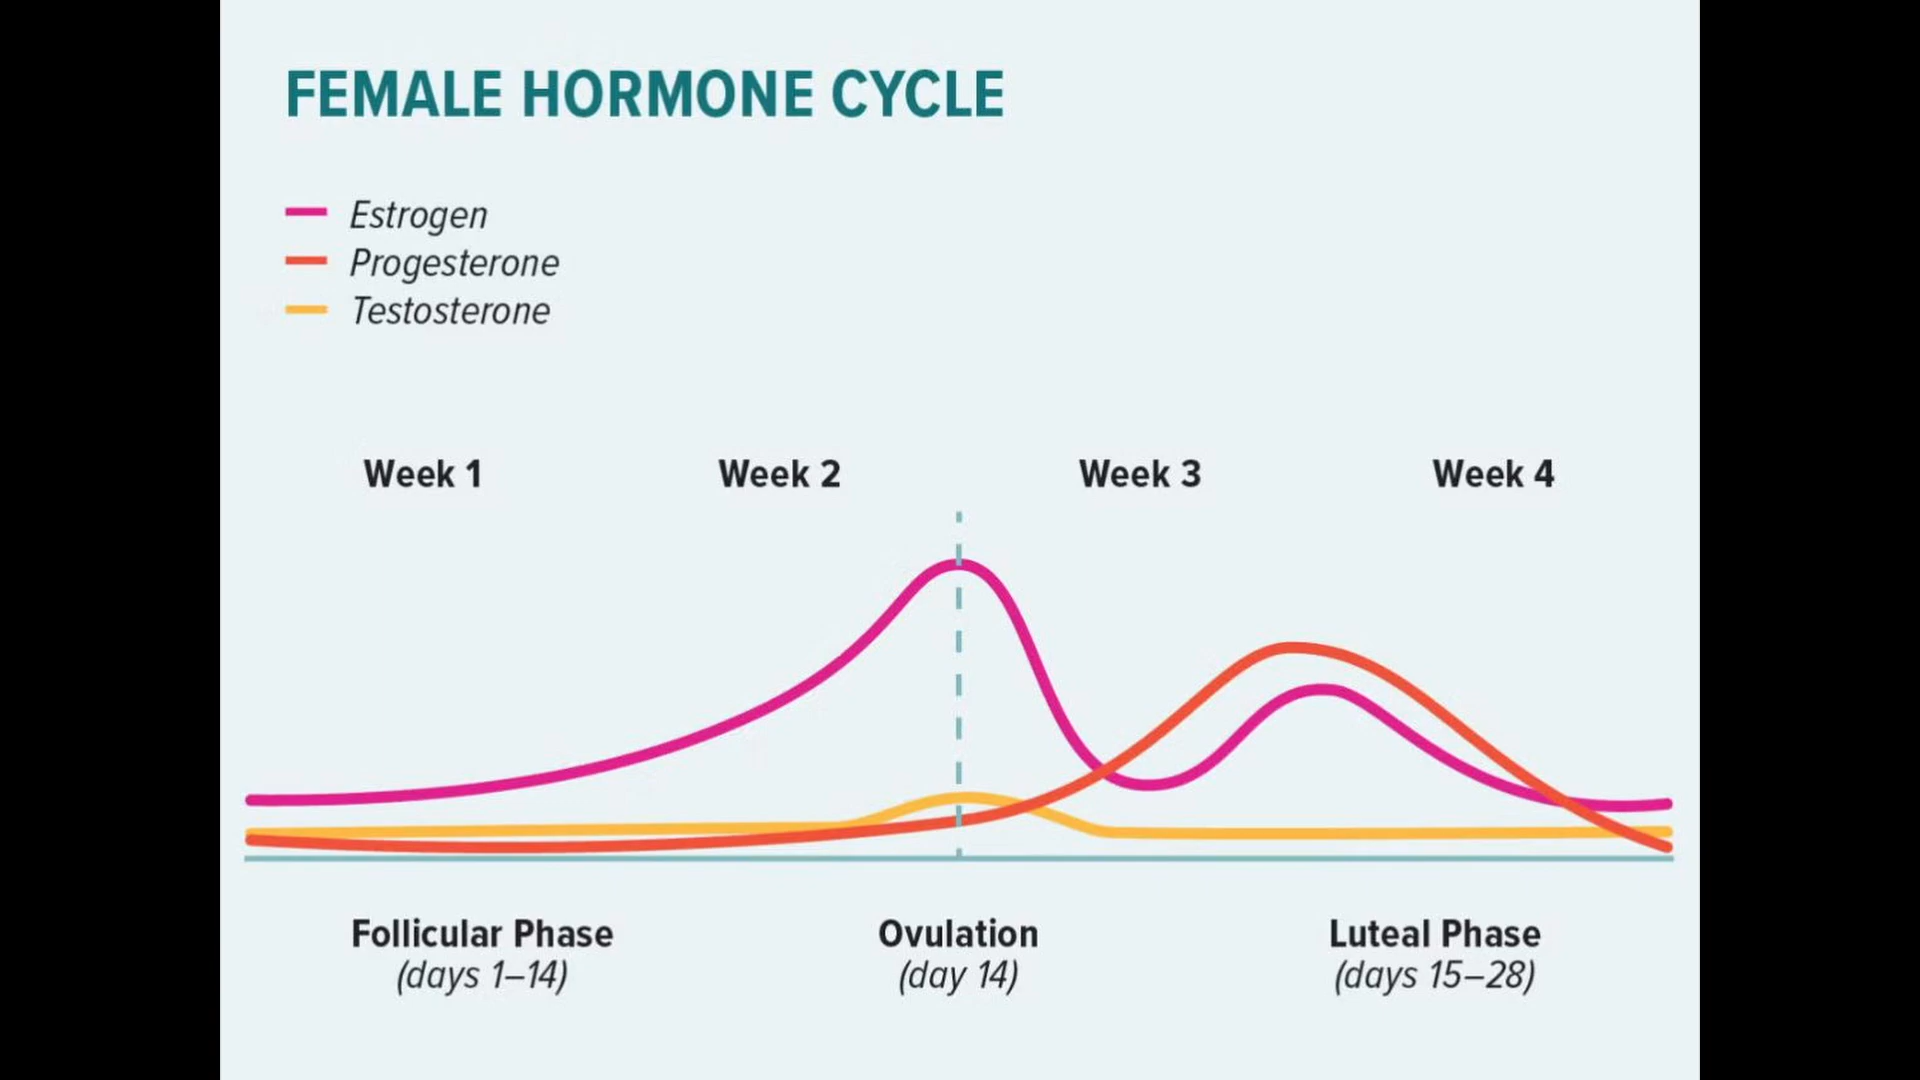 FEMALE HORMONE CYCLE
Estrogen
Progesterone
Testosterone
Week 1 Week 2 Week 3 Week 4
Follicular Phase Ovulation Luteal Phase
(days 1–14) (day 14) (days 15–28)